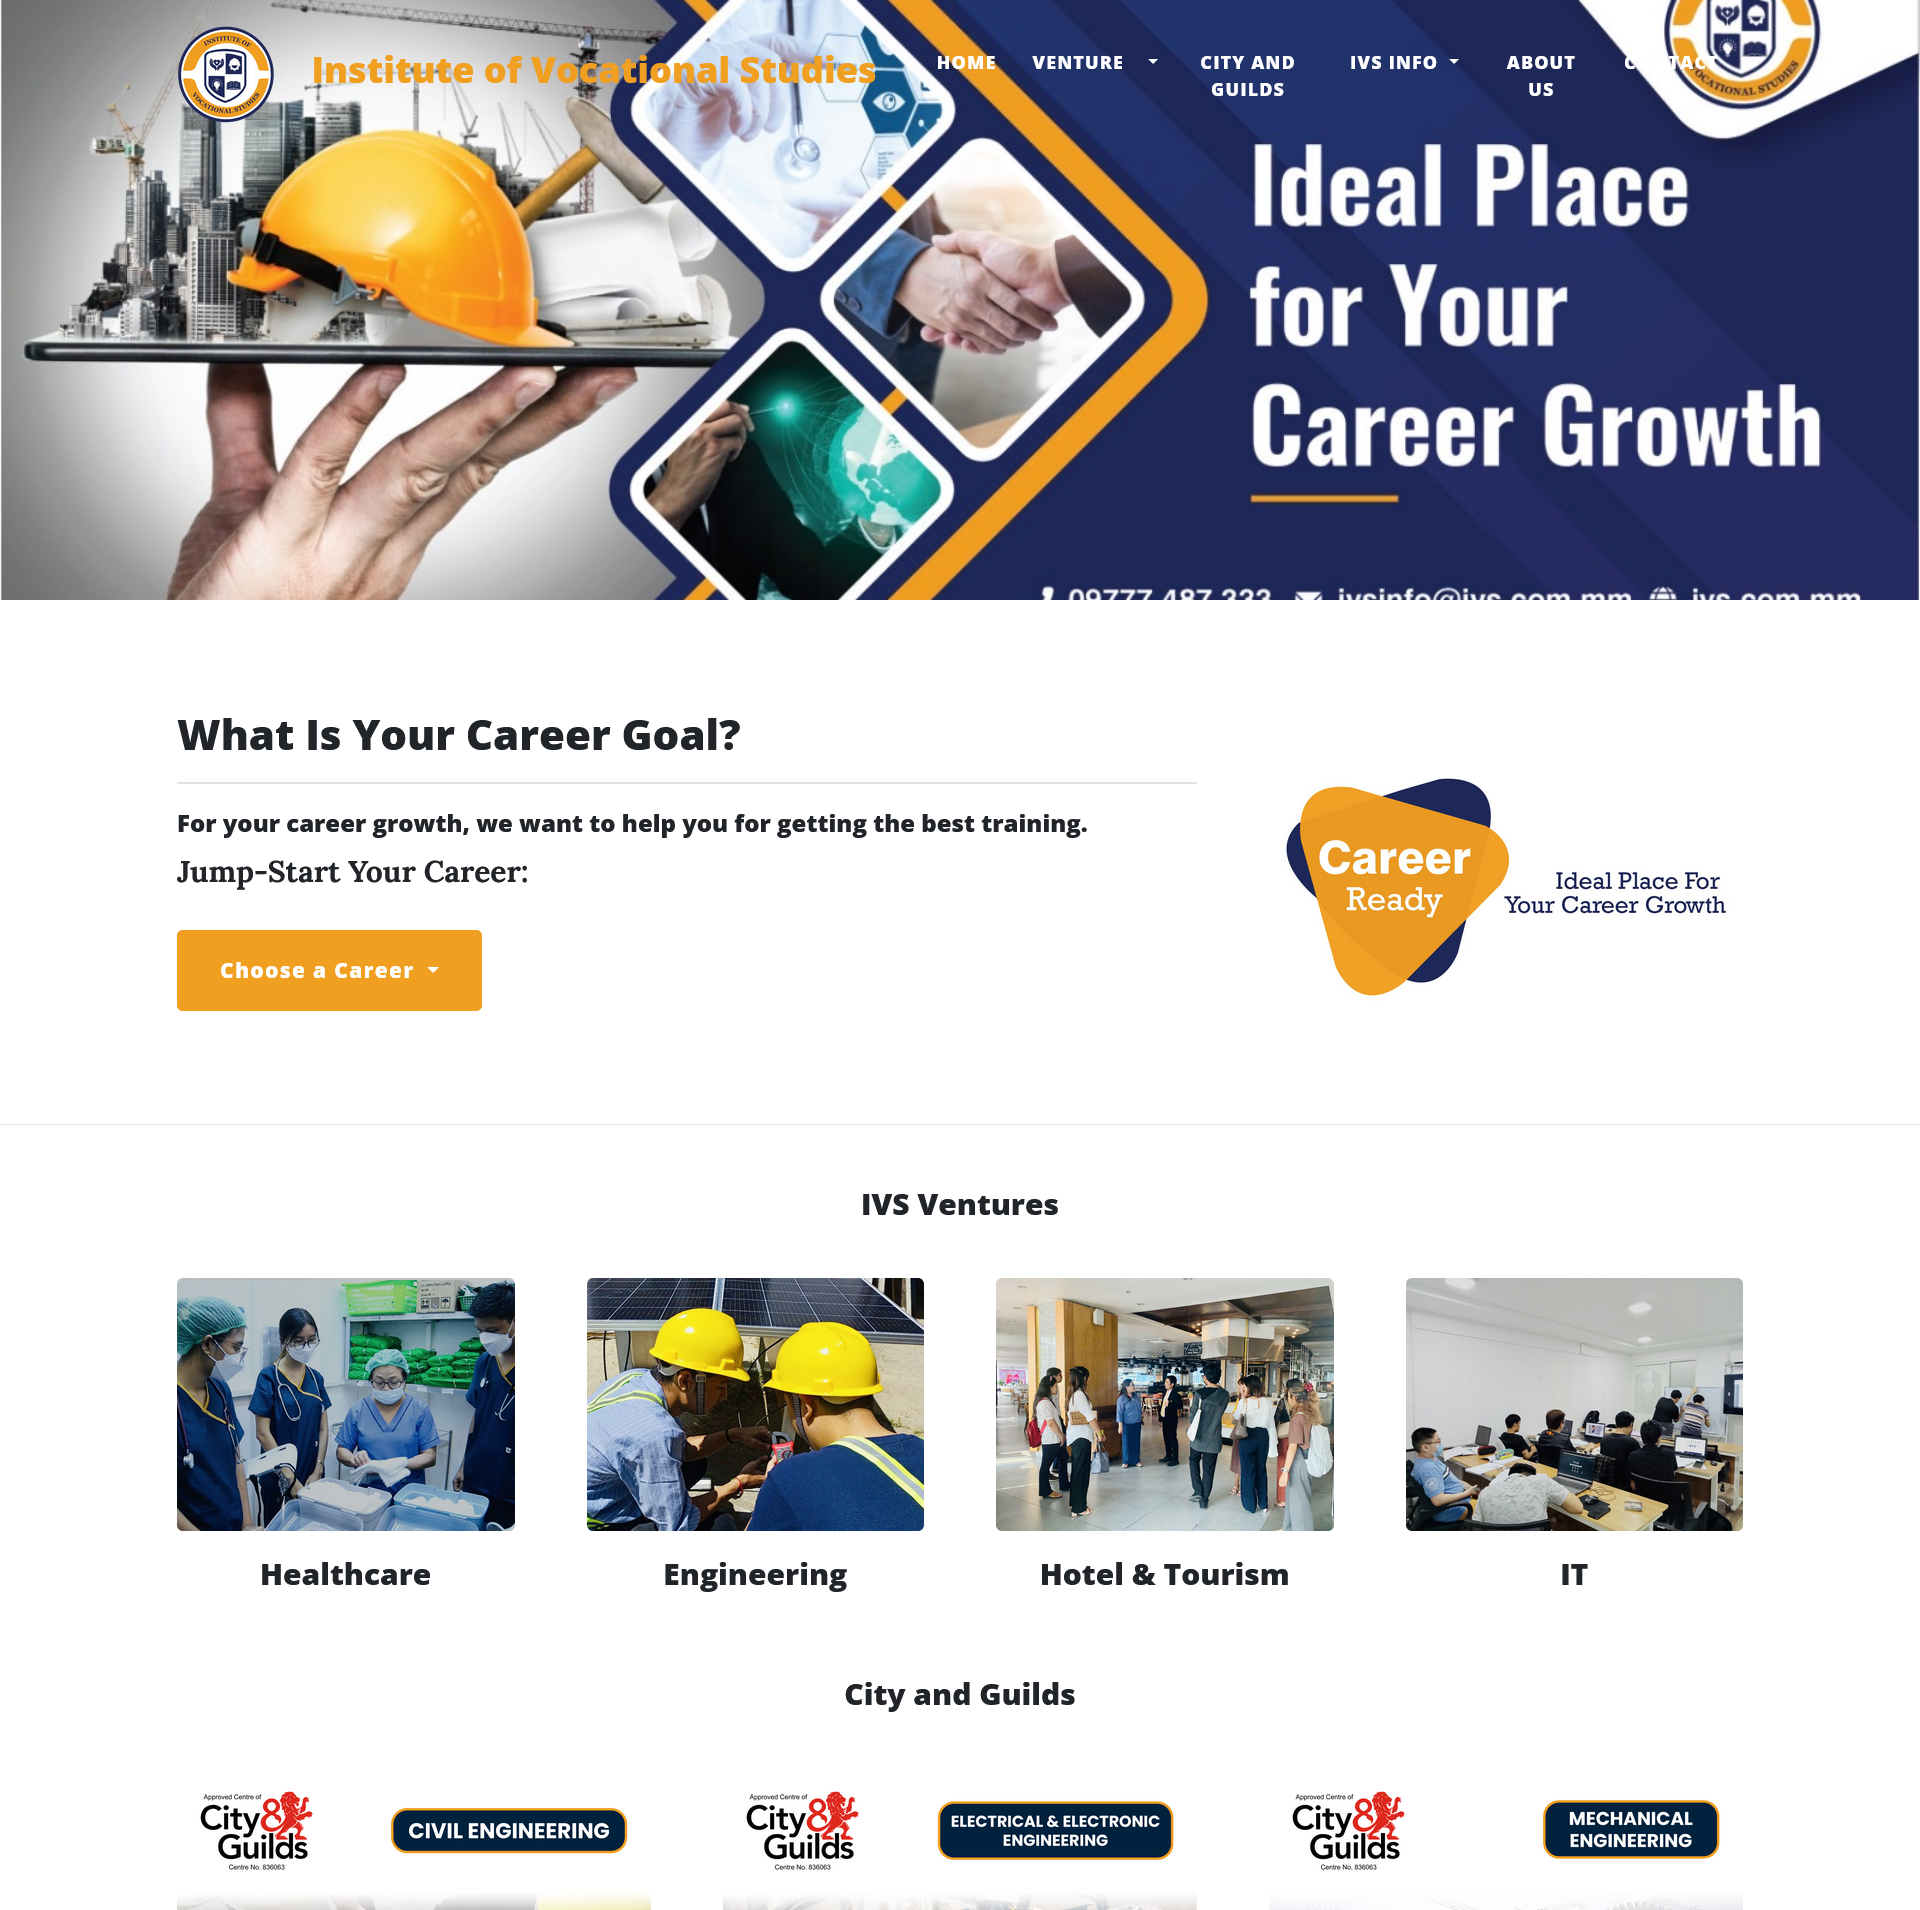 INSTITUTE OF
VOCATIONAL STUDIES
Institute of Vocational Studies
HOME
VENTURE
CITY AND
GUILDS
IVS INFO
ABOUT
US
VOCATIONAL STUDIES
Ideal Place
for Your
Career Growth
09777 487 333
ivsinfo@ivs.com.mm
ivs.com.mm
What Is Your Career Goal?
For your career growth, we want to help you for getting the best training.
Jump-Start Your Career:
Choose a Career
Career
Ready
Ideal Place For
Your Career Growth
IVS Ventures
Healthcare
Engineering
Hotel & Tourism
IT
City and Guilds
Approved Centre of
City&
Guilds
Centre No. 836063
CIVIL ENGINEERING
Approved Centre of
City&
Guilds
Centre No. 836063
ELECTRICAL & ELECTRONIC
ENGINEERING
Approved Centre of
City&
Guilds
Centre No. 836063
MECHANICAL
ENGINEERING